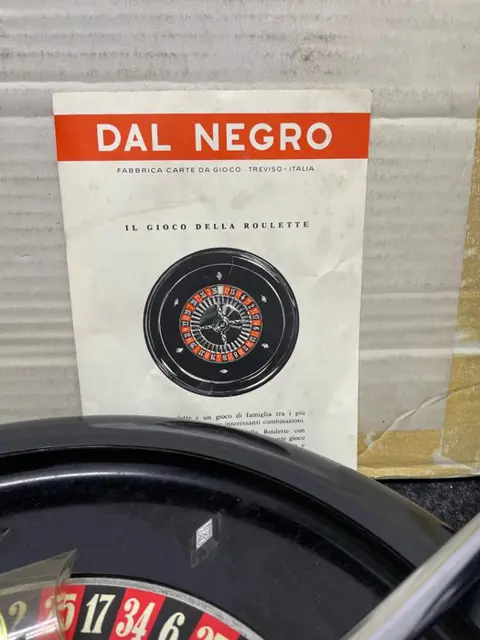 DAL NEGRO
FABBRICA CARTE DA GIOCO TREVISO - ITALIA
IL GIOCO DELLA ROULETTE
è un gioco di famiglia tra i più
interessanti combinazioni.
Roulette con
gioco
e
2 25 17 34 6 27